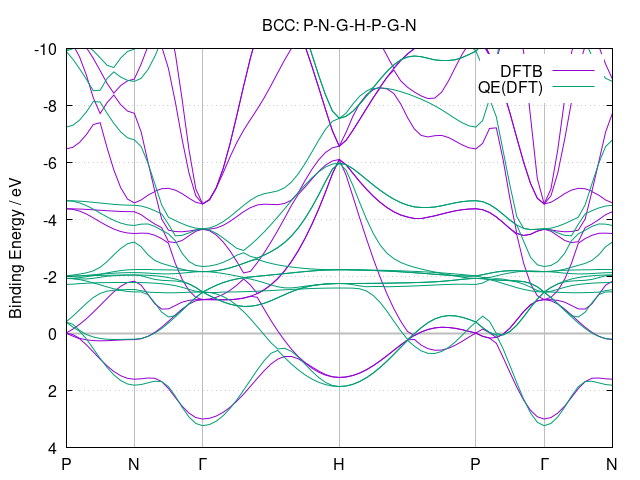 BCC: P-N-G-H-P-G-N
DFTB
QE(DFT)
Binding Energy / eV
-10
-8
-6
-4
-2
0
2
4
P N Γ H P Γ N